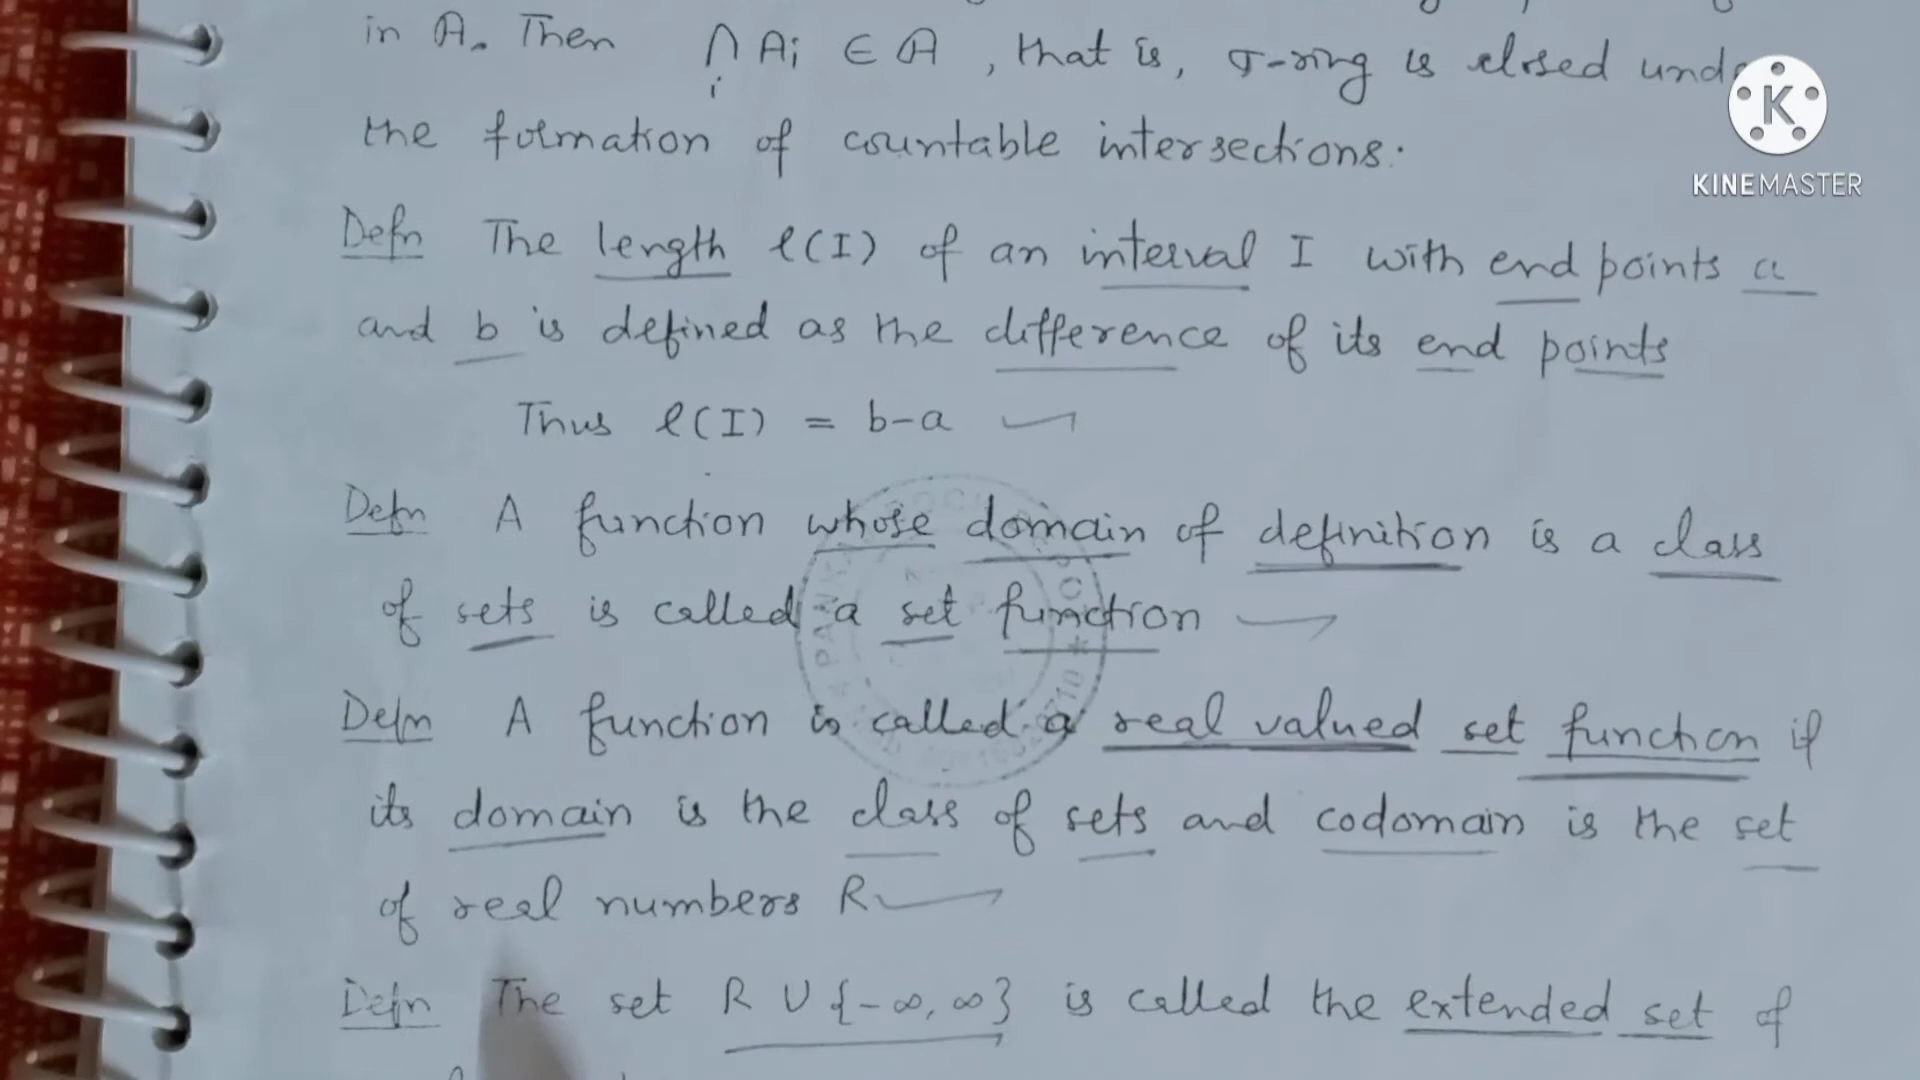 in A. Then ∩ Ai ∈ A, that is, σ-ring is closed
i
the formation of countable intersections.
KINEMASTER
Defn The length l(I) of an interval I with end points a
and b is defined as the difference of its end points
Thus l(I) = b-a
Defn A function whose domain of definition is a class
of sets is called a set function
Defn A function is called a real valued set function if
its domain is the class of sets and codomain is the set
of real numbers R
Defn The set R ∪ {-∞, ∞} is called the extended set of